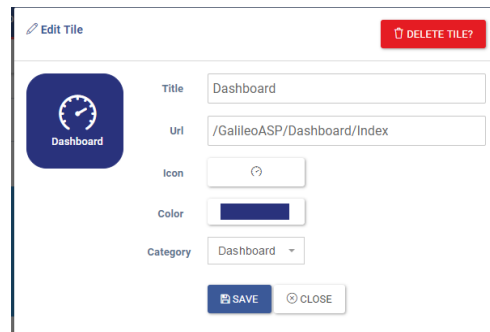 Edit Tile
DELETE TILE?
Dashboard
Title
Dashboard
Url
/GalileoASP/Dashboard/Index
Icon
Color
Category
Dashboard
SAVE
CLOSE